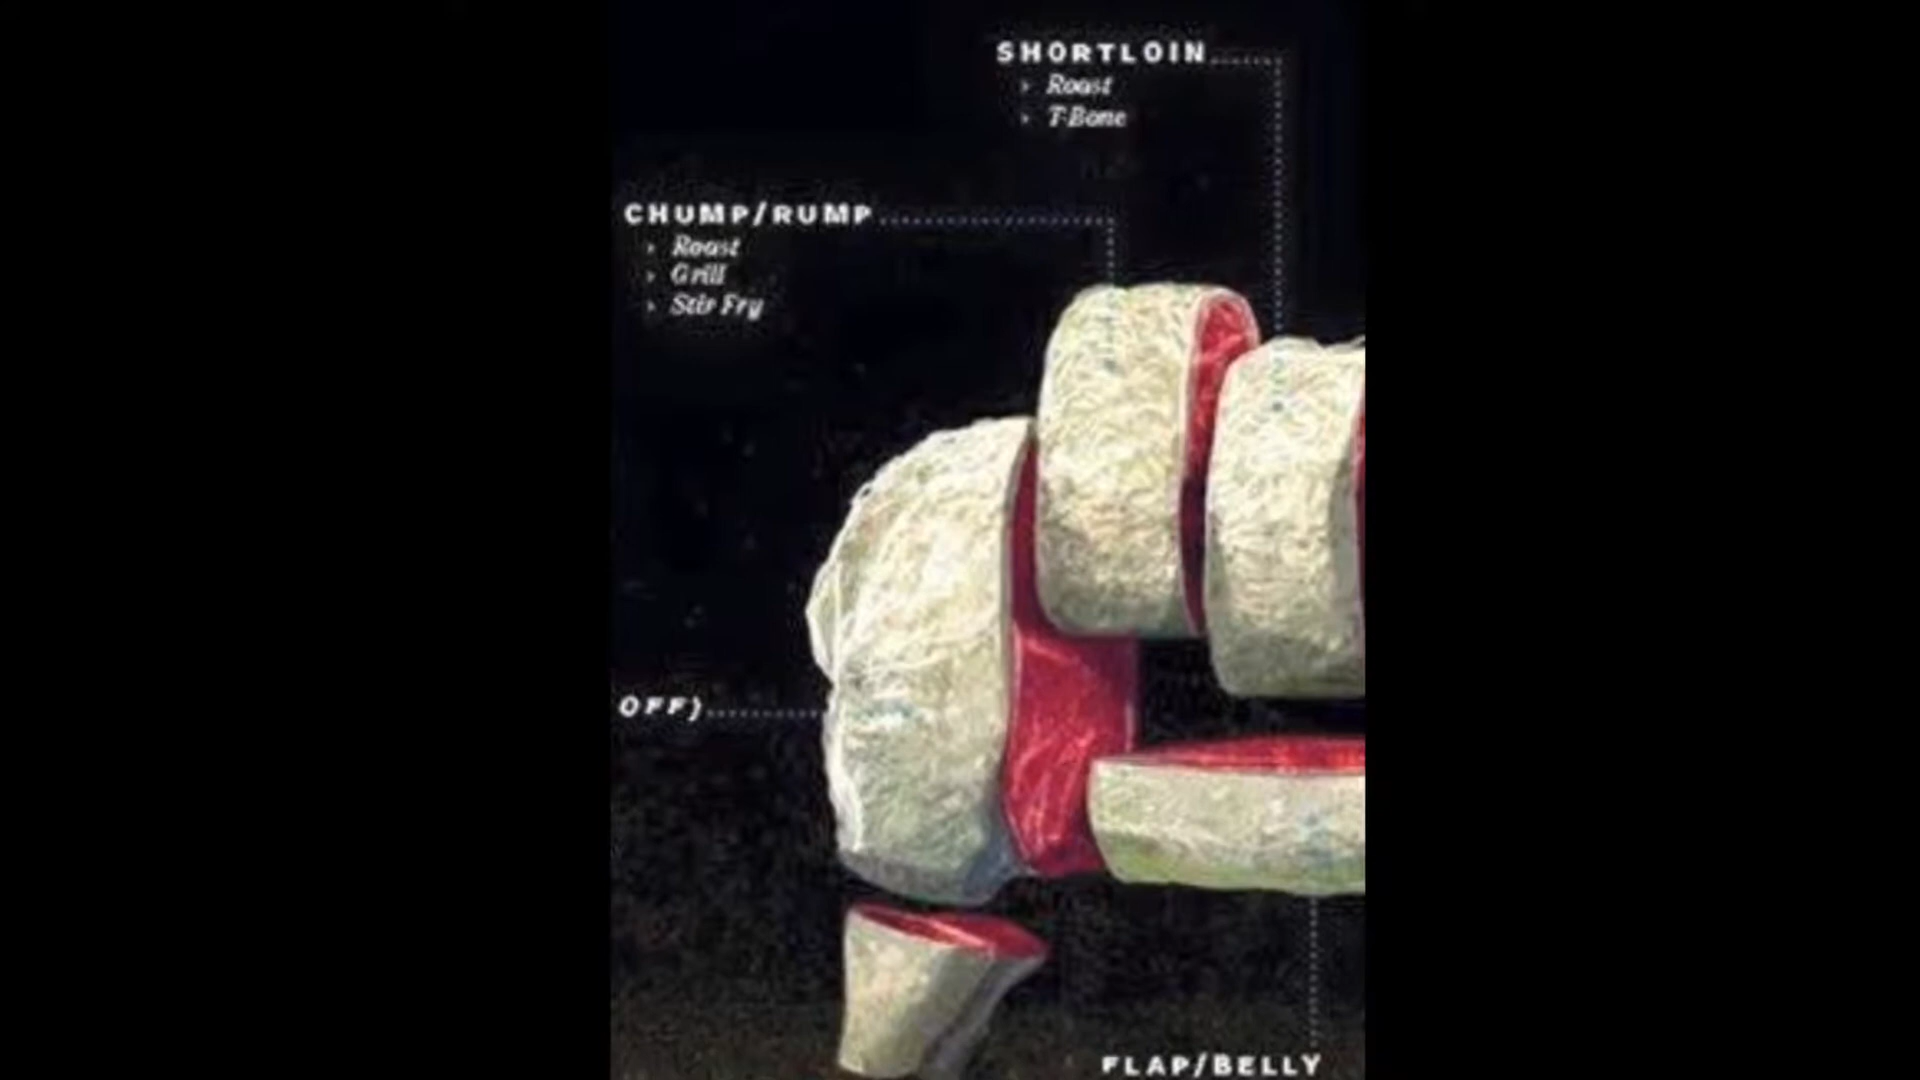 SHORTLOIN
Roast
T-Bone
CHUMP/RUMP
Roast
Grill
Stir Fry
OFF)
FLAP/BELLY